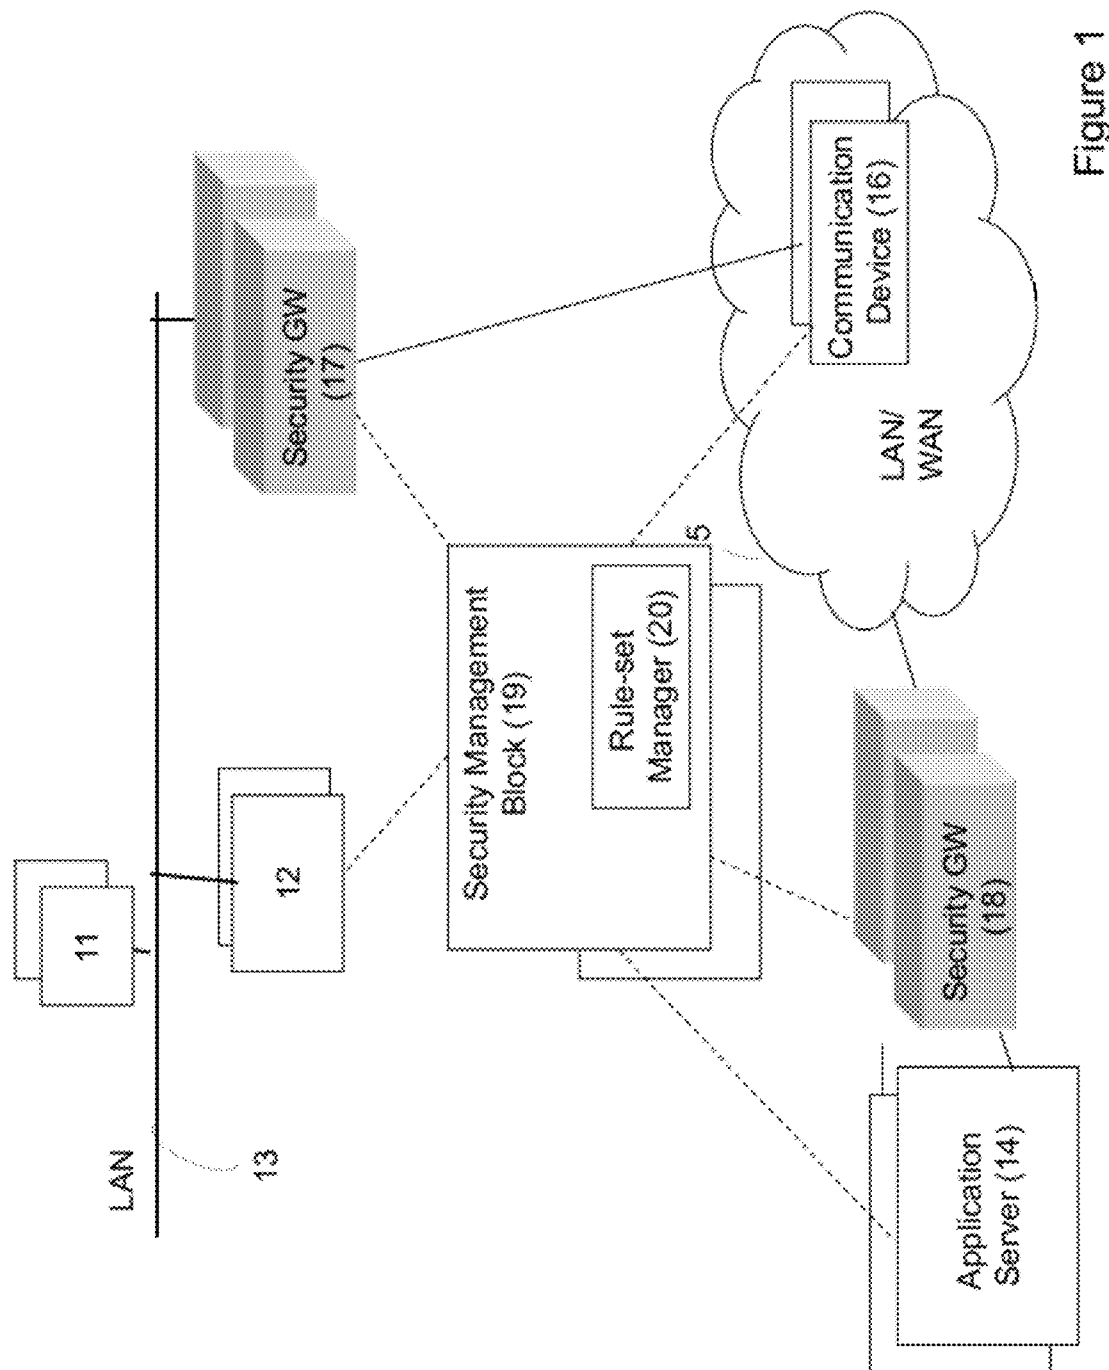 LAN
13
11
12
Security GW
(17)
Security Management
Block (19)
Rule-set
Manager (20)
5
Communication
Device (16)
LAN/
WAN
Security GW
(18)
Application
Server (14)
Figure 1